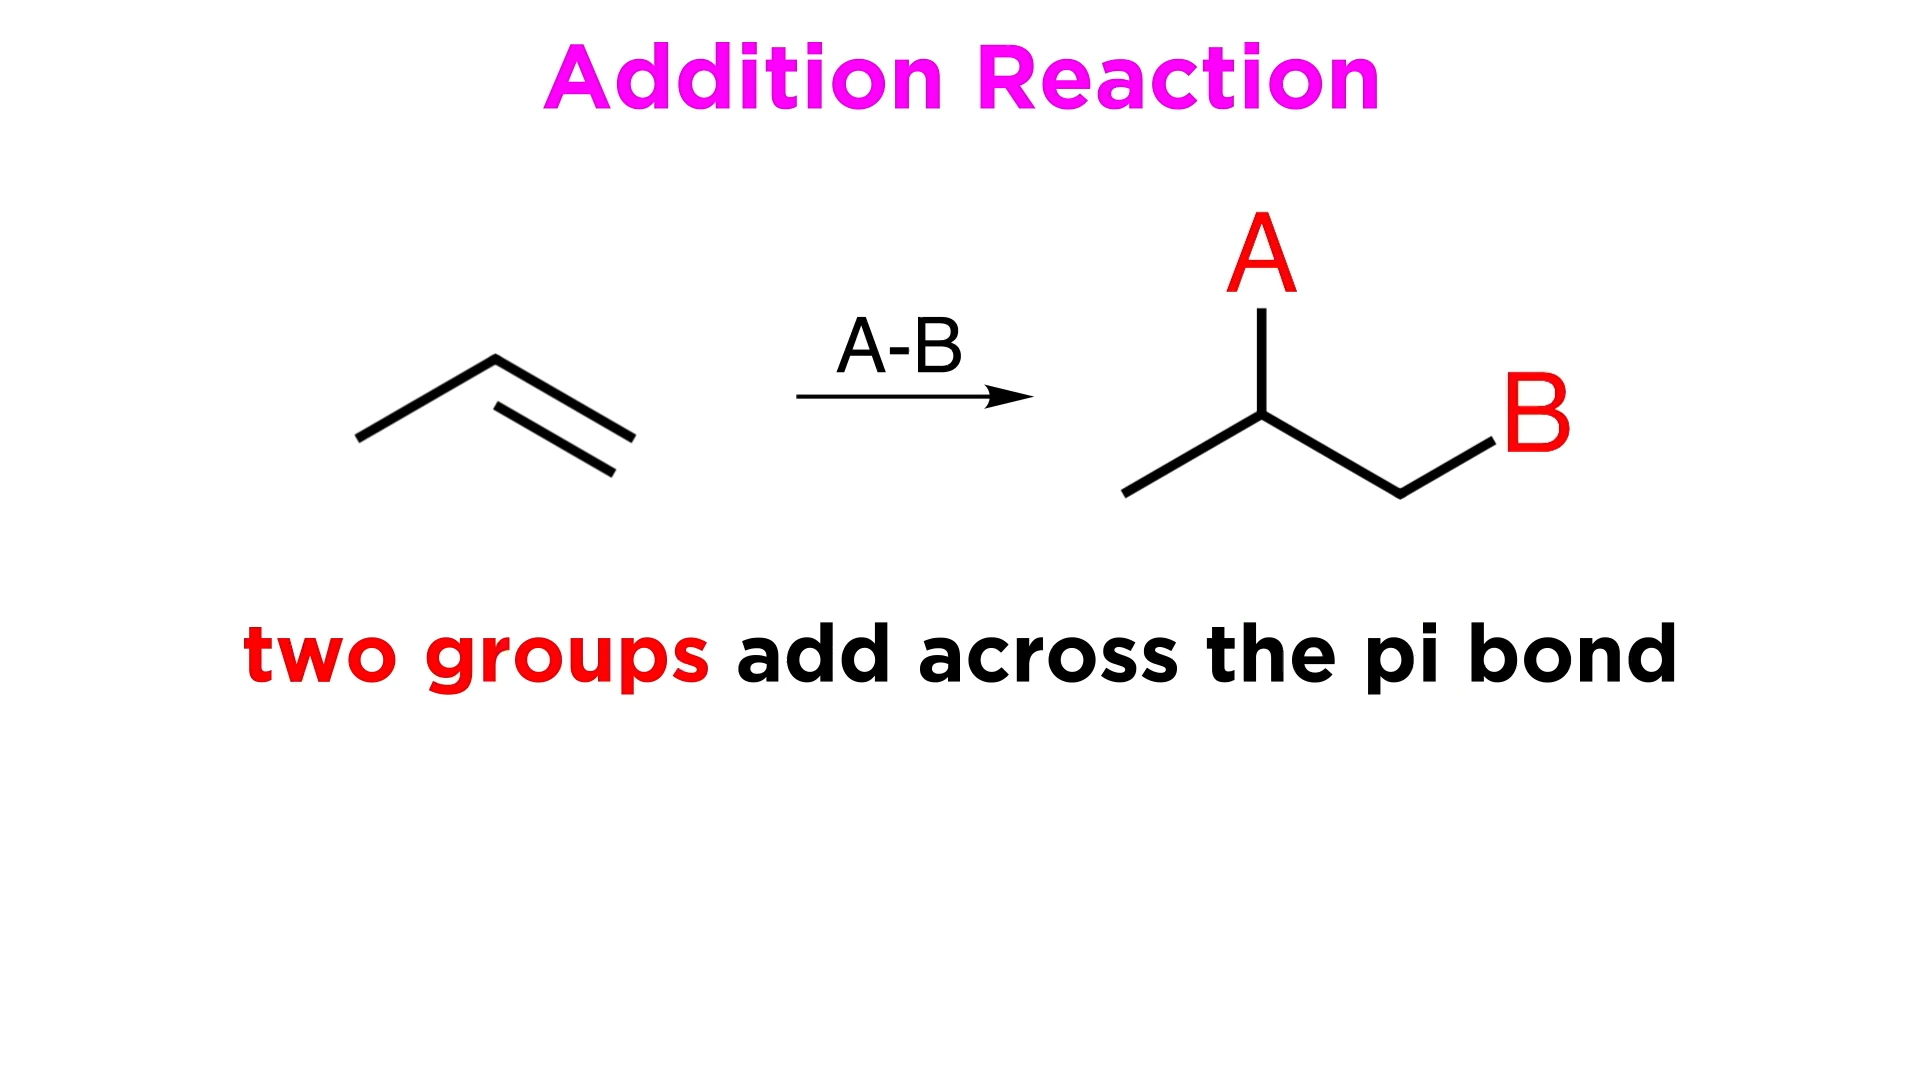 Addition Reaction
A
A-B
B
two groups add across the pi bond